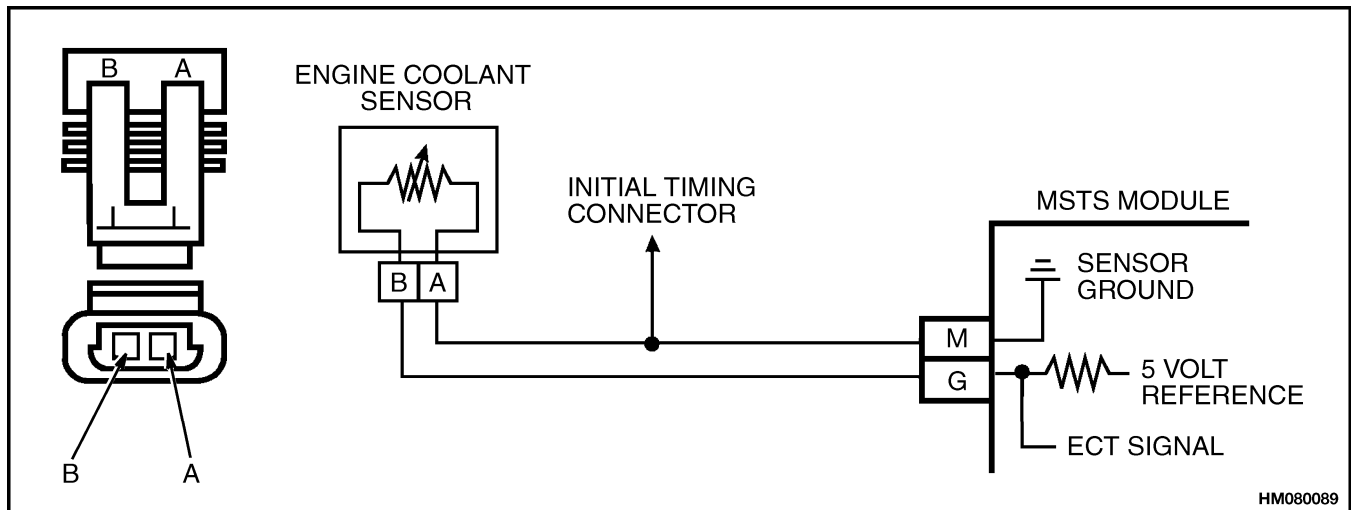 B A
ENGINE COOLANT
SENSOR
B A
INITIAL TIMING
CONNECTOR
MSTS MODULE
SENSOR
GROUND
M
G
5 VOLT
REFERENCE
ECT SIGNAL
B A
HM080089